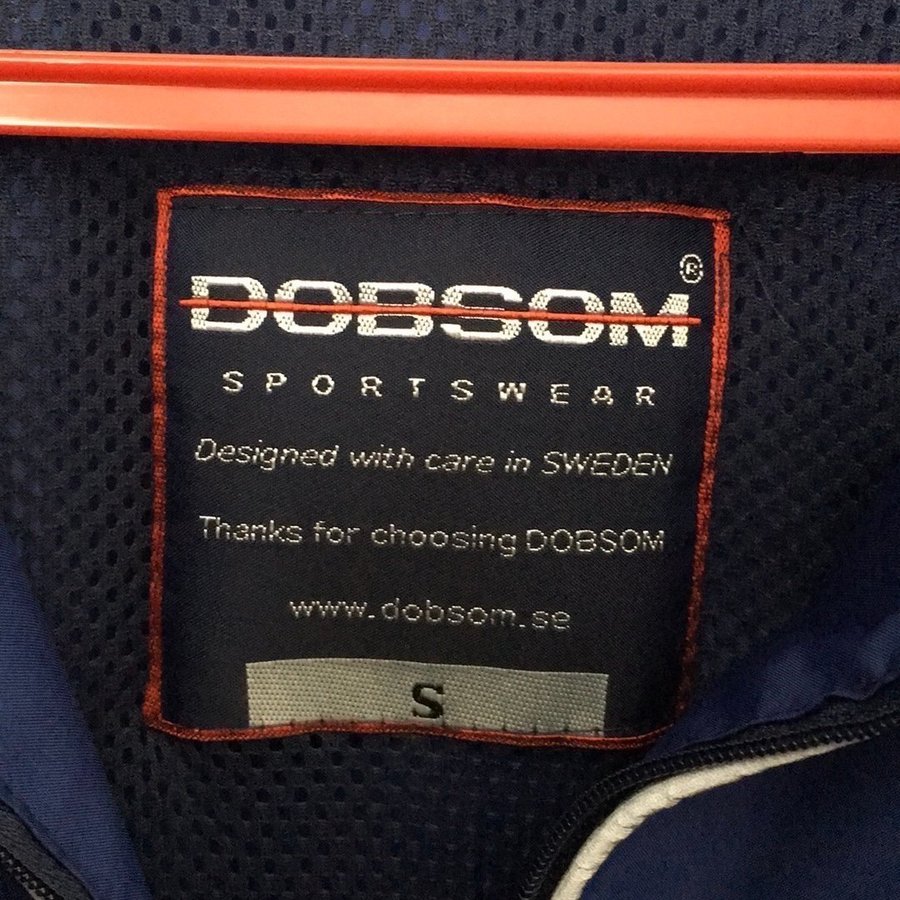 DOBSOM®
SPORTSWEAR
Designed with care in SWEDEN
Thanks for choosing DOBSOM
www.dobsom.se
S